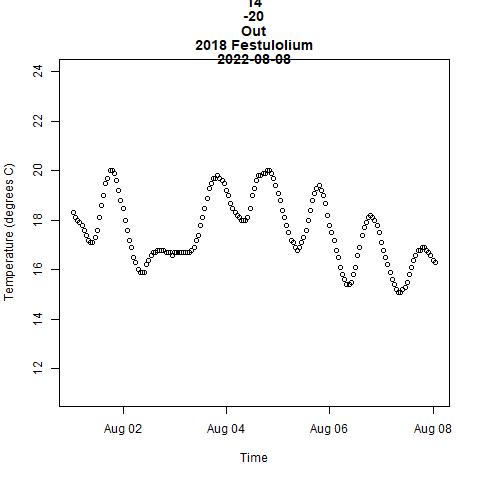 14
-20
Out
2018 Festulolium
2022-08-08
24
22
20
18
16
14
12
Temperature (degrees C)
Aug 02
Aug 04
Aug 06
Aug 08
Time